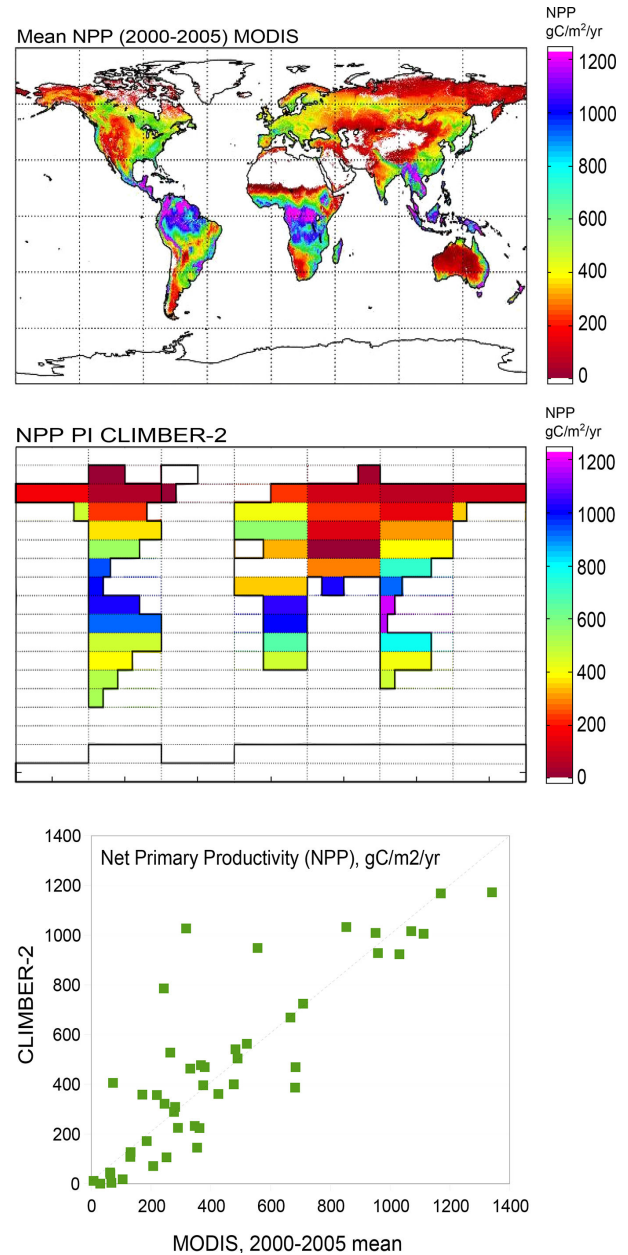 NPP
gC/m²/yr
Mean NPP (2000-2005) MODIS
1200
1000
800
600
400
200
0
NPP
gC/m²/yr
NPP PI CLIMBER-2
1200
1000
800
600
400
200
0
1400
Net Primary Productivity (NPP), gC/m2/yr
1200
1000
800
600
400
200
0
CLIMBER-2
0 200 400 600 800 1000 1200 1400
MODIS, 2000-2005 mean